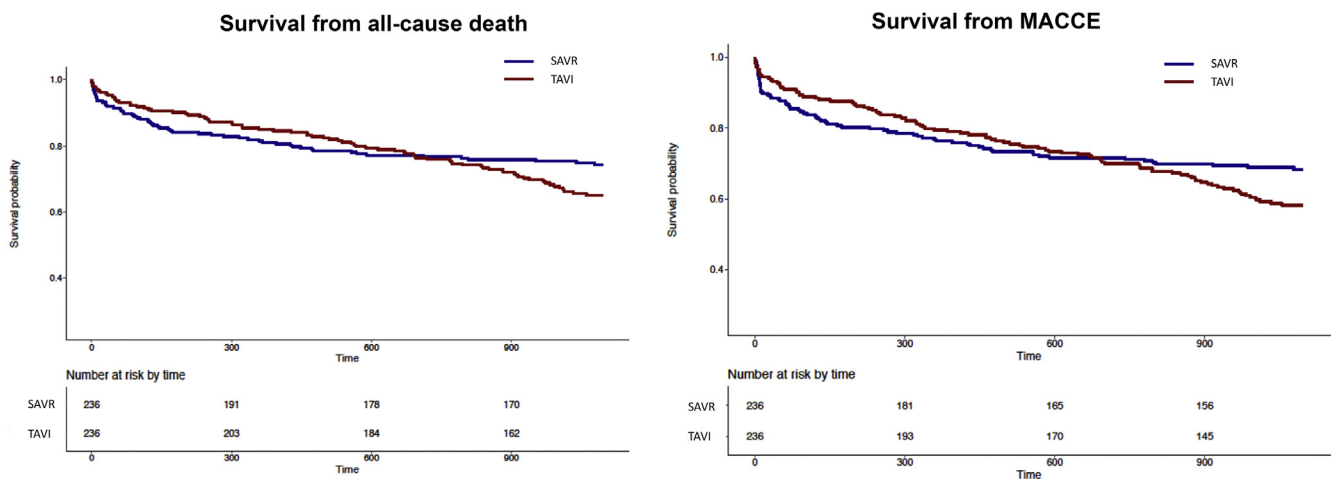 Survival from all-cause death
SAVR
TAVI
1.0
0.8
0.6
0.4
Survival probability
0 300 600 900
Time
Number at risk by time
SAVR 236 191 178 170
TAVI 236 203 184 162
0 300 600 900
Time
Survival from MACCE
SAVR
TAVI
1.0
0.8
0.6
0.4
Survival probability
0 300 600 900
Time
Number at risk by time
SAVR 236 181 165 156
TAVI 236 193 170 145
0 300 600 900
Time